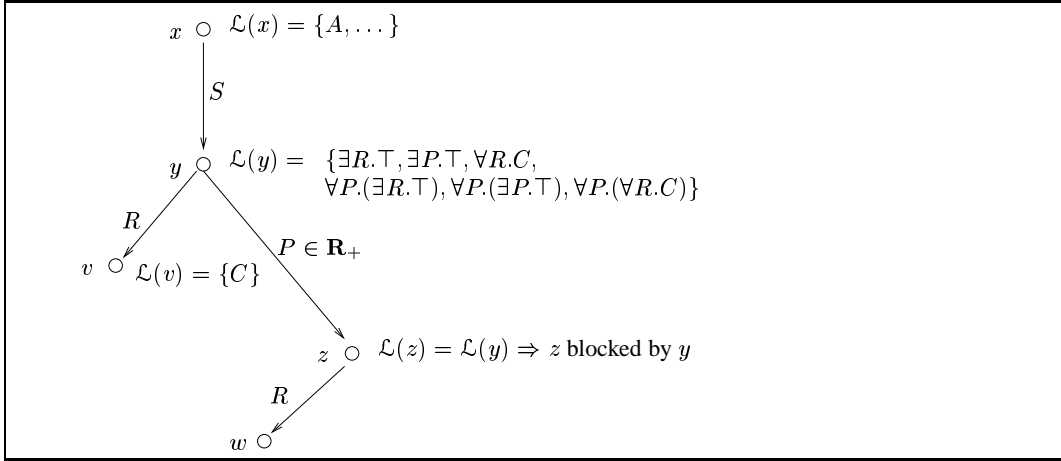 x ℒ(x) = {A, . . . }
S
y ℒ(y) = {∃R.⊤, ∃P.⊤, ∀R.C,
∀P.(∃R.⊤), ∀P.(∃P.⊤), ∀P.(∀R.C)}
R
P ∈ R₊
v ℒ(v) = {C}
z ℒ(z) = ℒ(y) ⇒ z blocked by y
R
w